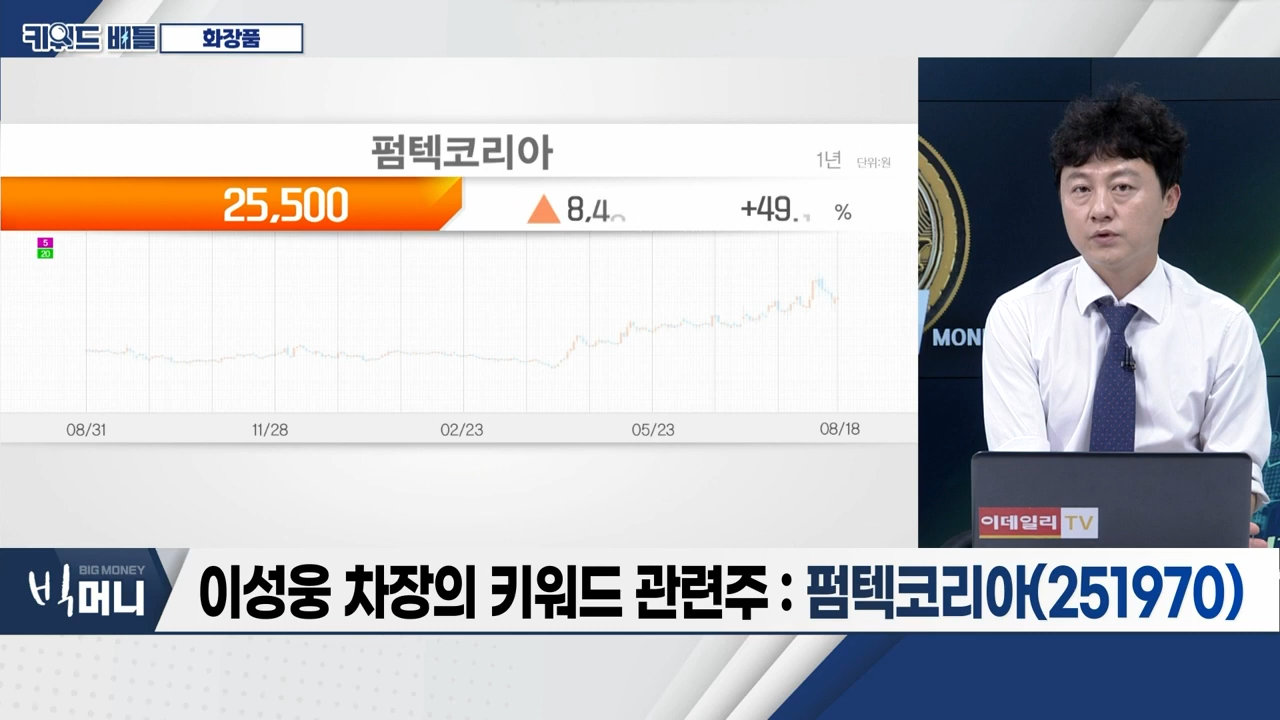 키워드 배틀 화장품
펌텍코리아
1년 단위:원
25,500
+49. %
5
20
08/31 11/28 02/23 05/23 08/18
MON
이데일리 TV
BIG MONEY
빅머니
이성웅 차장의 키워드 관련주 : 펌텍코리아(251970)